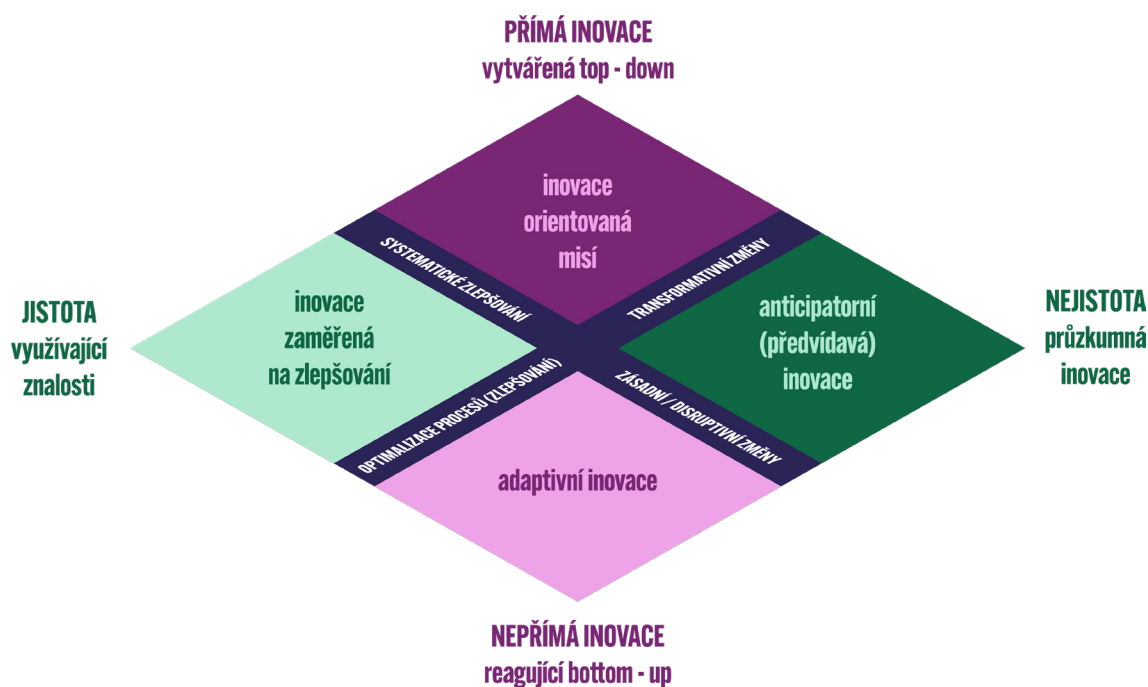 PŘÍMÁ INOVACE
vytvářená top - down
inovace
orientovaná
misí
SYSTEMATICKÉ ZLEPŠOVÁNÍ
TRANSFORMATIVNÍ ZMĚNY
JISTOTA
využívající
znalosti
inovace
zaměřená
na zlepšování
anticipatorní
(předvídavá)
inovace
NEJISTOTA
průzkumná
inovace
OPTIMALIZACE PROCESŮ (ZLEPŠOVÁNÍ)
ZÁSADNÍ / DISRUPTIVNÍ ZMĚNY
adaptivní inovace
NEPŘÍMÁ INOVACE
reagující bottom - up